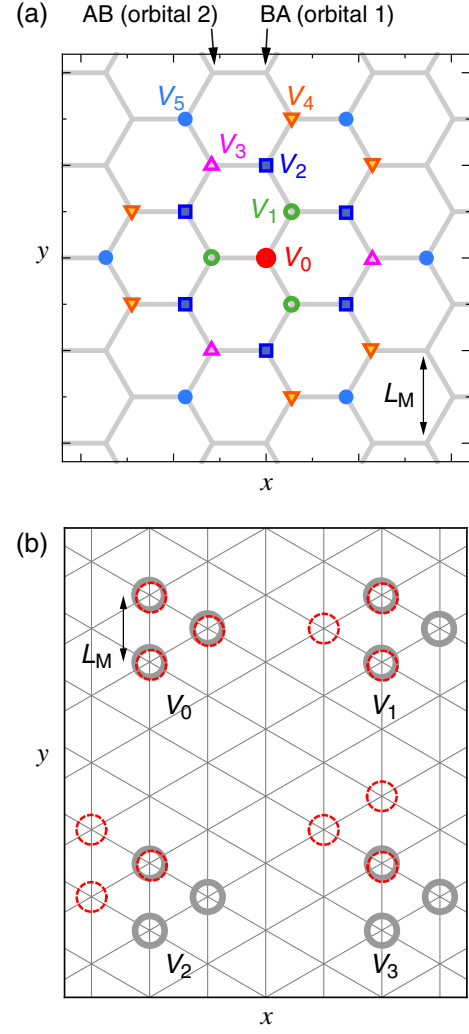 (a)
AB (orbital 2) BA (orbital 1)
V5 V4
V3
V2
V1
y V0
LM
x
(b)
LM
V0 V1
y
V2 V3
x